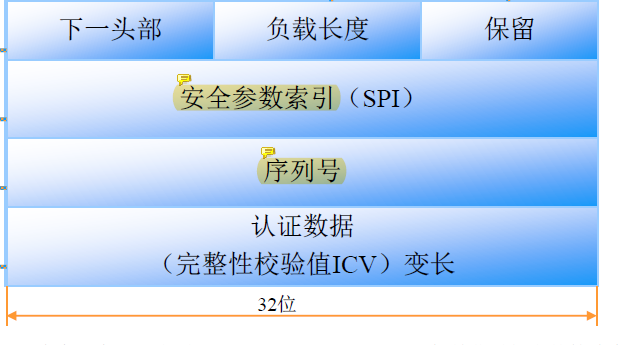 下一头部 负载长度 保留
安全参数索引（SPI）
序列号
认证数据
（完整性校验值ICV）变长
32位